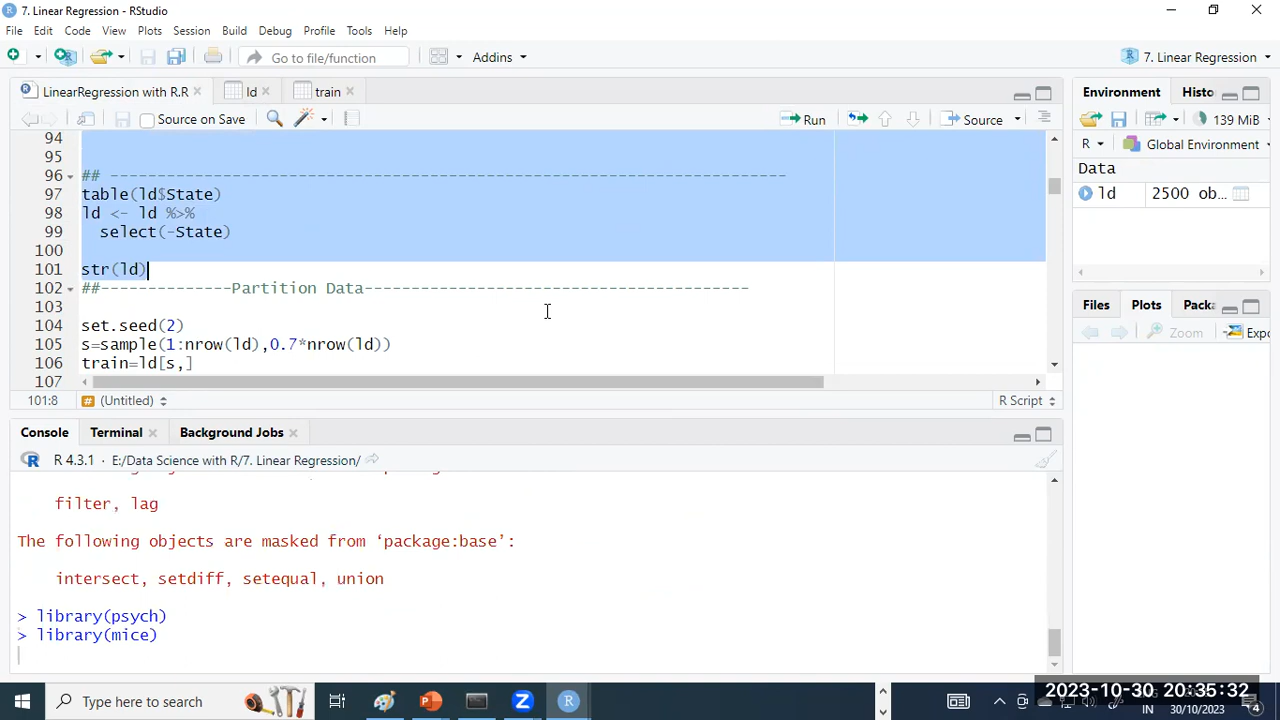 7. Linear Regression - RStudio
File Edit Code View Plots Session Build Debug Profile Tools Help
Go to file/function Addins 7. Linear Regression
LinearRegression with R.R ld train
Source on Save Run Source
94
95
96 ## -----------------------------------------------------------------------
97 table(ld$State)
98 ld <- ld %>%
99 select(-State)
100
101 str(ld)
102 ##--------------Partition Data-----------------------------------------
103
104 set.seed(2)
105 s=sample(1:nrow(ld),0.7*nrow(ld))
106 train=ld[s,]
107
101:8 (Untitled) R Script
Console Terminal Background Jobs
R 4.3.1 · E:/Data Science with R/7. Linear Regression/
filter, lag
The following objects are masked from ‘package:base’:
intersect, setdiff, setequal, union
> library(psych)
> library(mice)
Environment Histo
139 MiB
R Global Environment
Data
ld 2500 ob…
Files Plots Packa
Zoom Expo
Type here to search
2023-10-30 20:35:32
IN 30/10/2023 4